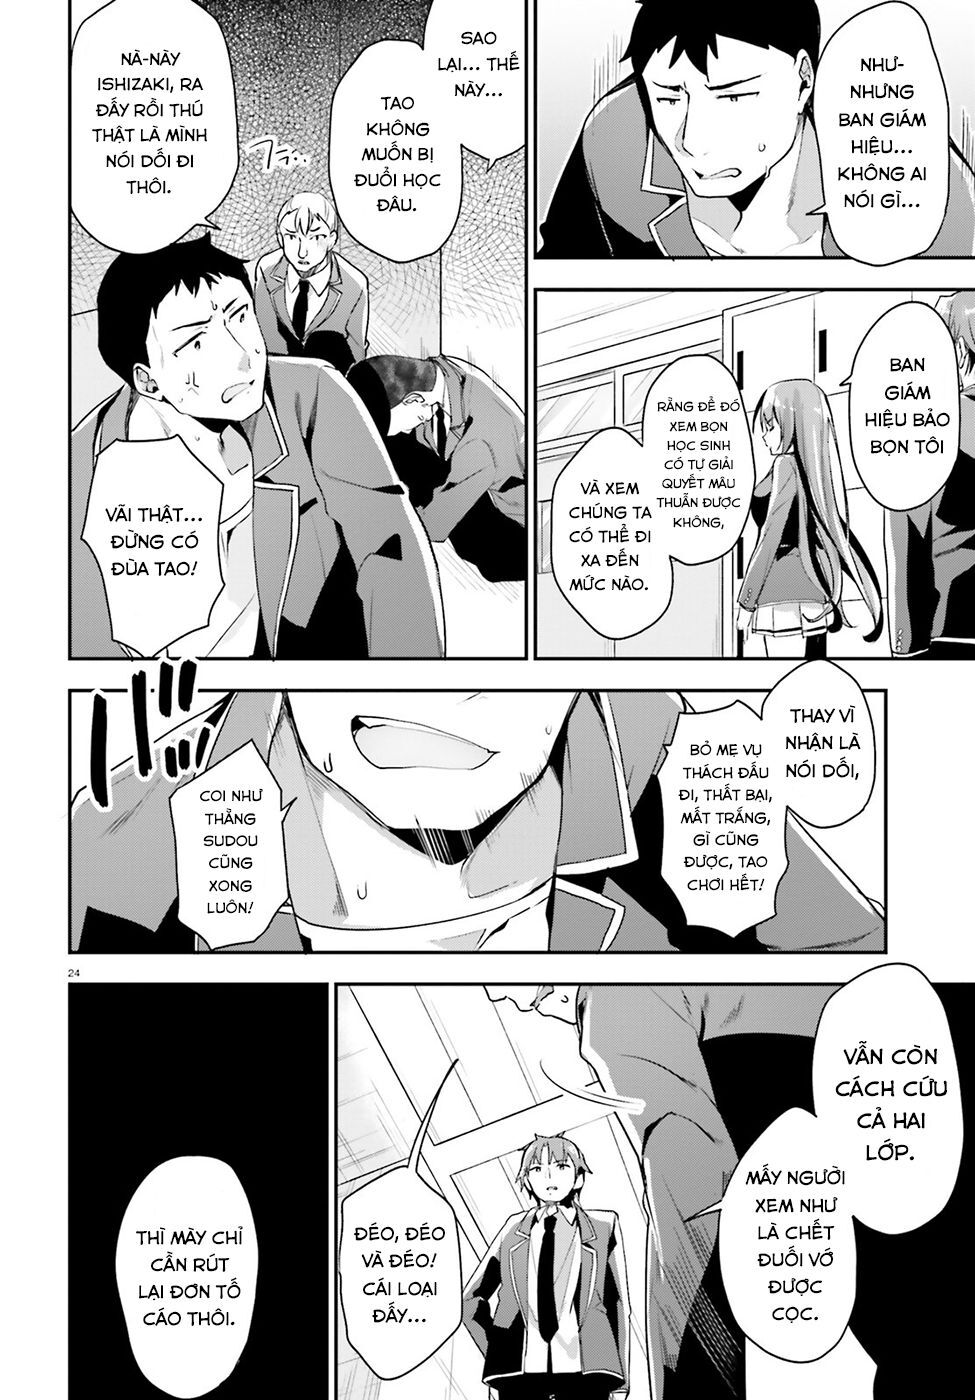 NHƯ-
NHƯNG
BAN GIÁM
HIỆU...
KHÔNG AI
NÓI GÌ...
SAO
LẠI... THẾ
NÀY...
TAO
KHÔNG
MUỐN BỊ
ĐUỔI HỌC
ĐÂU.
NÀ-NÀY
ISHIZAKI, RA
ĐẤY RỒI THÚ
THẬT LÀ MÌNH
NÓI DỐI ĐI
THÔI.
VÃI THẬT...
ĐỪNG CÓ
ĐÙA TAO!
BAN
GIÁM
HIỆU BẢO
BỌN TÔI
RẰNG ĐỂ ĐÓ
XEM BỌN
HỌC SINH
CÓ TỰ GIẢI
QUYẾT MÂU
THUẪN ĐƯỢC
KHÔNG,
VÀ XEM
CHÚNG TA
CÓ THỂ ĐI
XA ĐẾN
MỨC NÀO.
THAY VÌ
NHẬN LÀ
NÓI DỐI,
BỎ MẸ VỤ
THÁCH ĐẤU
ĐI, THẤT BẠI,
MẤT TRẮNG,
GÌ CŨNG
ĐƯỢC, TAO
CHƠI HẾT!
COI NHƯ
THẰNG
SUDOU
CŨNG
XONG
LUÔN!
24
VẪN CÒN
CÁCH CỨU
CẢ HAI
LỚP.
MẤY NGƯỜI
XEM NHƯ
LÀ CHẾT
ĐUỐI VỚ
ĐƯỢC
CỌC.
ĐÉO, ĐÉO
VÀ ĐÉO!
CÁI LOẠI
ĐẤY...
THÌ MÀY CHỈ
CẦN RÚT
LẠI ĐƠN TỐ
CÁO THÔI.